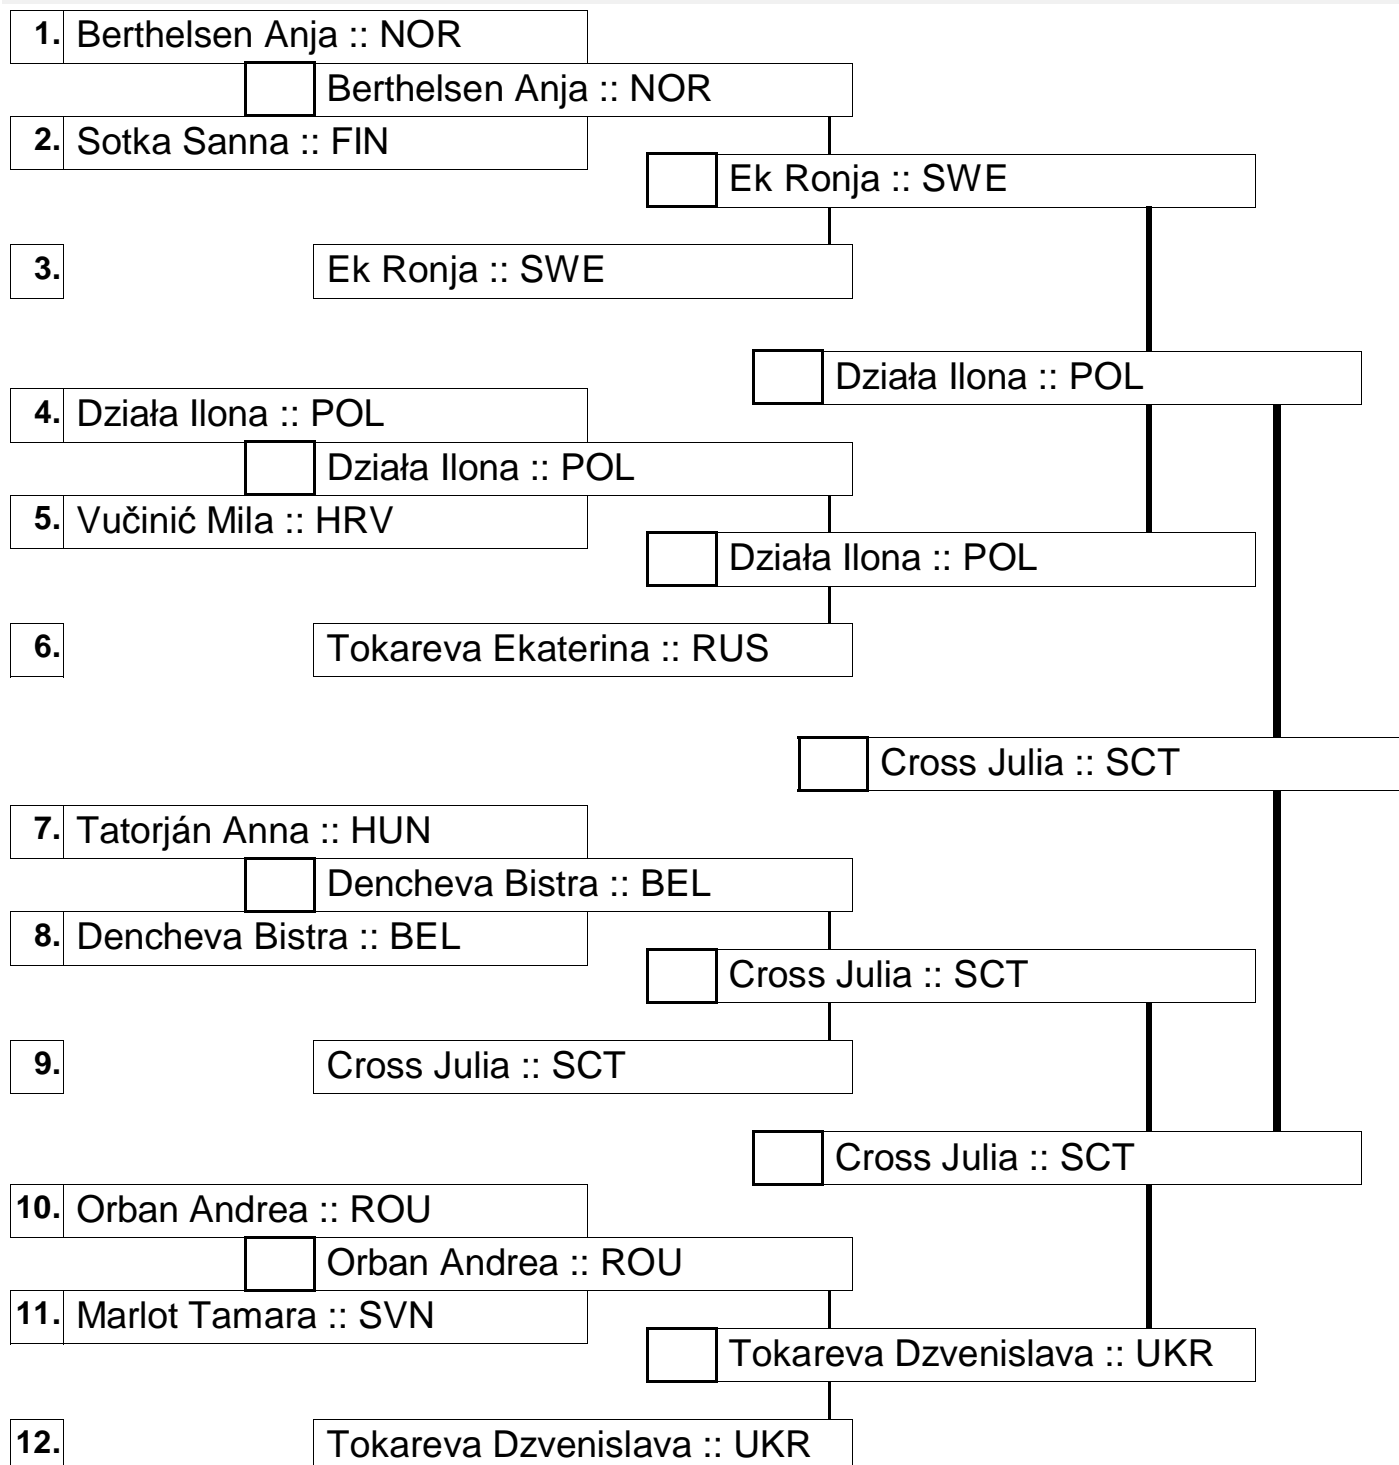 1. Berthelsen Anja :: NOR
Berthelsen Anja :: NOR
2. Sotka Sanna :: FIN
Ek Ronja :: SWE
3. Ek Ronja :: SWE
Działa Ilona :: POL
4. Działa Ilona :: POL
Działa Ilona :: POL
5. Vučinić Mila :: HRV
Działa Ilona :: POL
6. Tokareva Ekaterina :: RUS
Cross Julia :: SCT
7. Tatorján Anna :: HUN
Dencheva Bistra :: BEL
8. Dencheva Bistra :: BEL
Cross Julia :: SCT
9. Cross Julia :: SCT
Cross Julia :: SCT
10. Orban Andrea :: ROU
Orban Andrea :: ROU
11. Marlot Tamara :: SVN
Tokareva Dzvenislava :: UKR
12. Tokareva Dzvenislava :: UKR